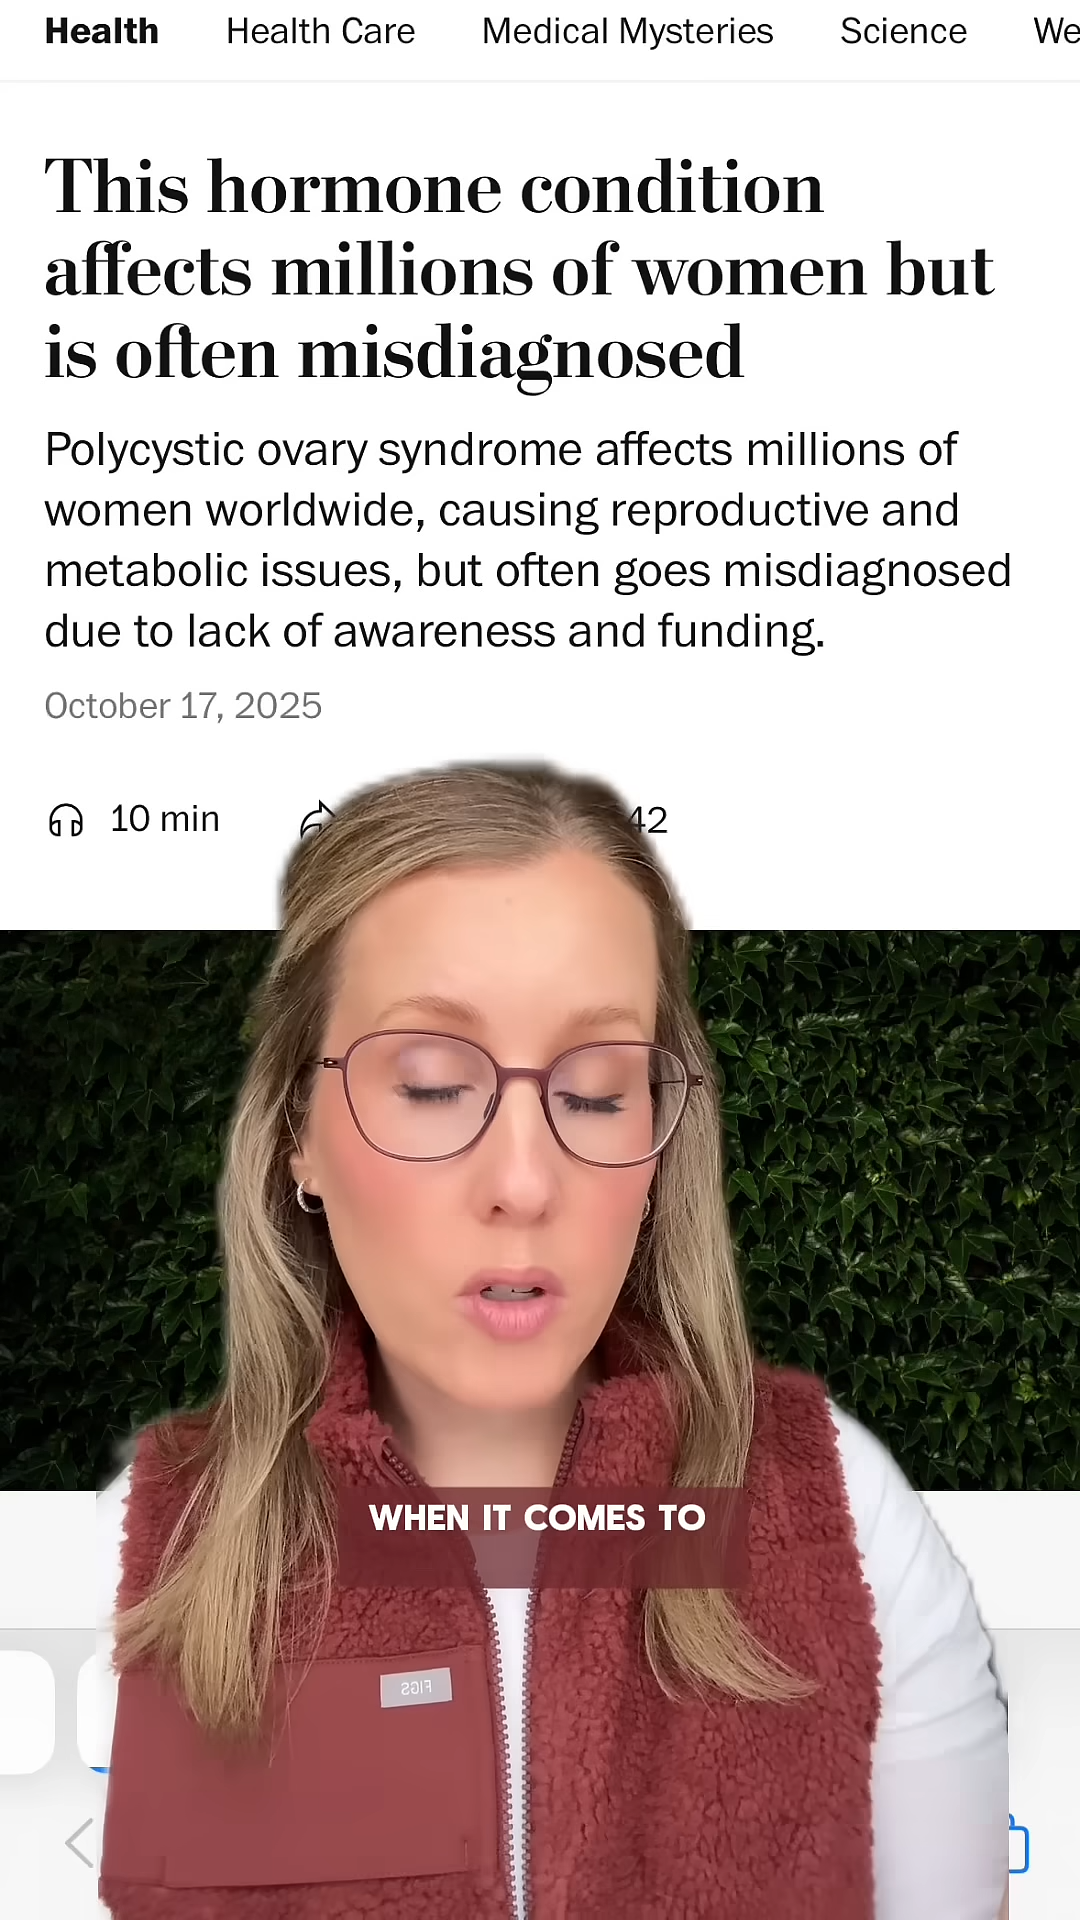 Health Health Care Medical Mysteries Science We
This hormone condition
affects millions of women but
is often misdiagnosed
Polycystic ovary syndrome affects millions of
women worldwide, causing reproductive and
metabolic issues, but often goes misdiagnosed
due to lack of awareness and funding.
October 17, 2025
10 min 42
WHEN IT COMES TO
FIGS